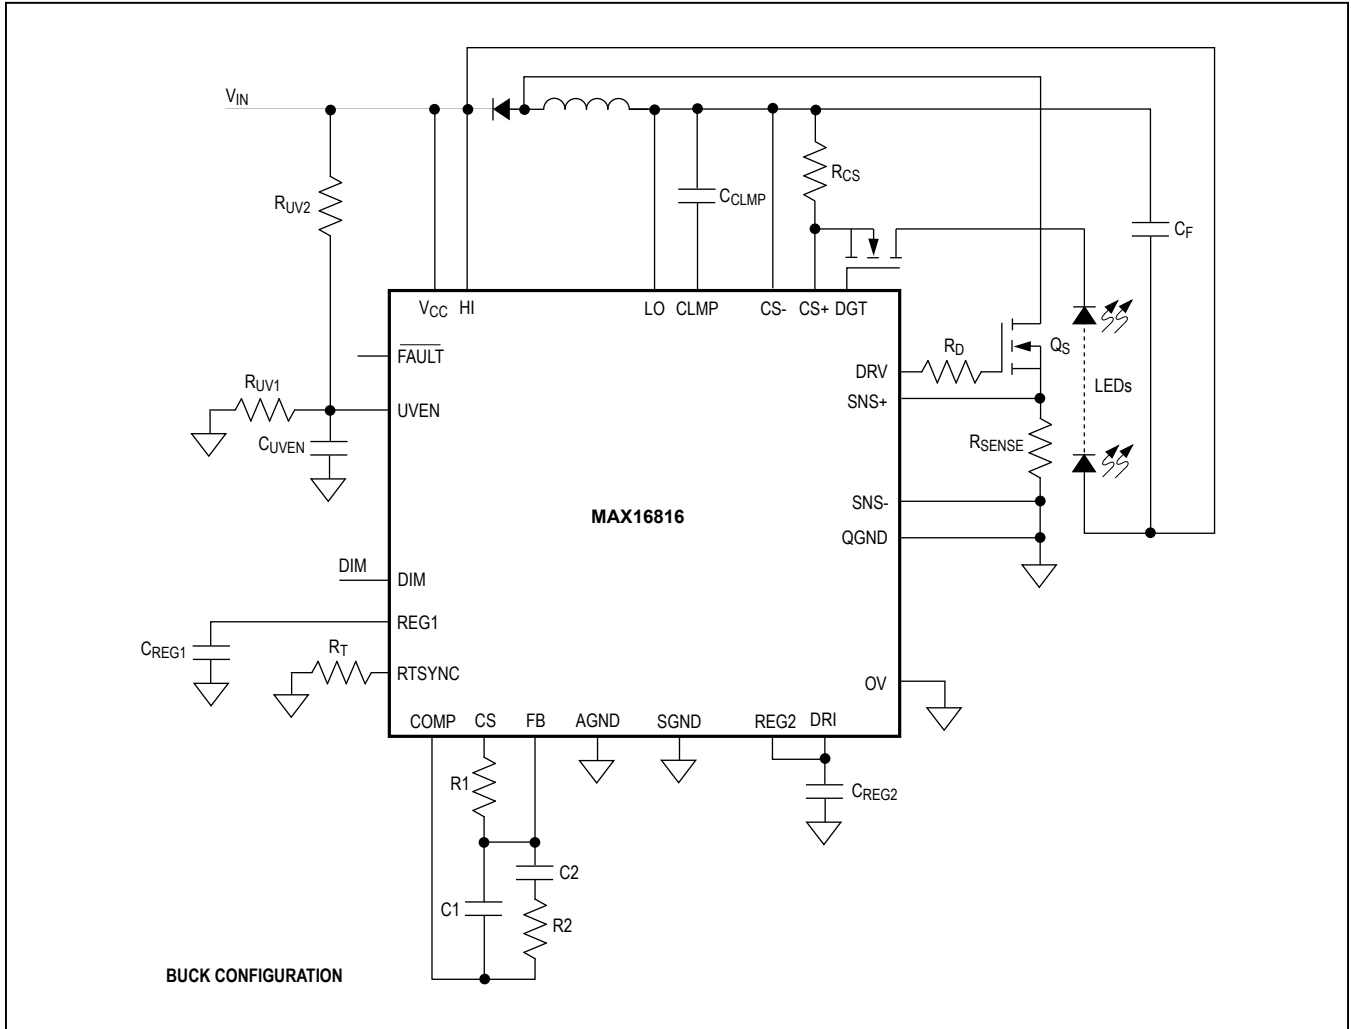 VIN
RUV2
RCS
CCLMP
CF
VCC HI LO CLMP CS- CS+ DGT
FAULT
RD
QS
DRV
SNS+
LEDs
RUV1
UVEN
CUVEN
RSENSE
SNS-
MAX16816
QGND
DIM
DIM
REG1
CREG1
RT
RTSYNC
OV
COMP CS FB AGND SGND REG2 DRI
R1
CREG2
C2
C1
R2
BUCK CONFIGURATION